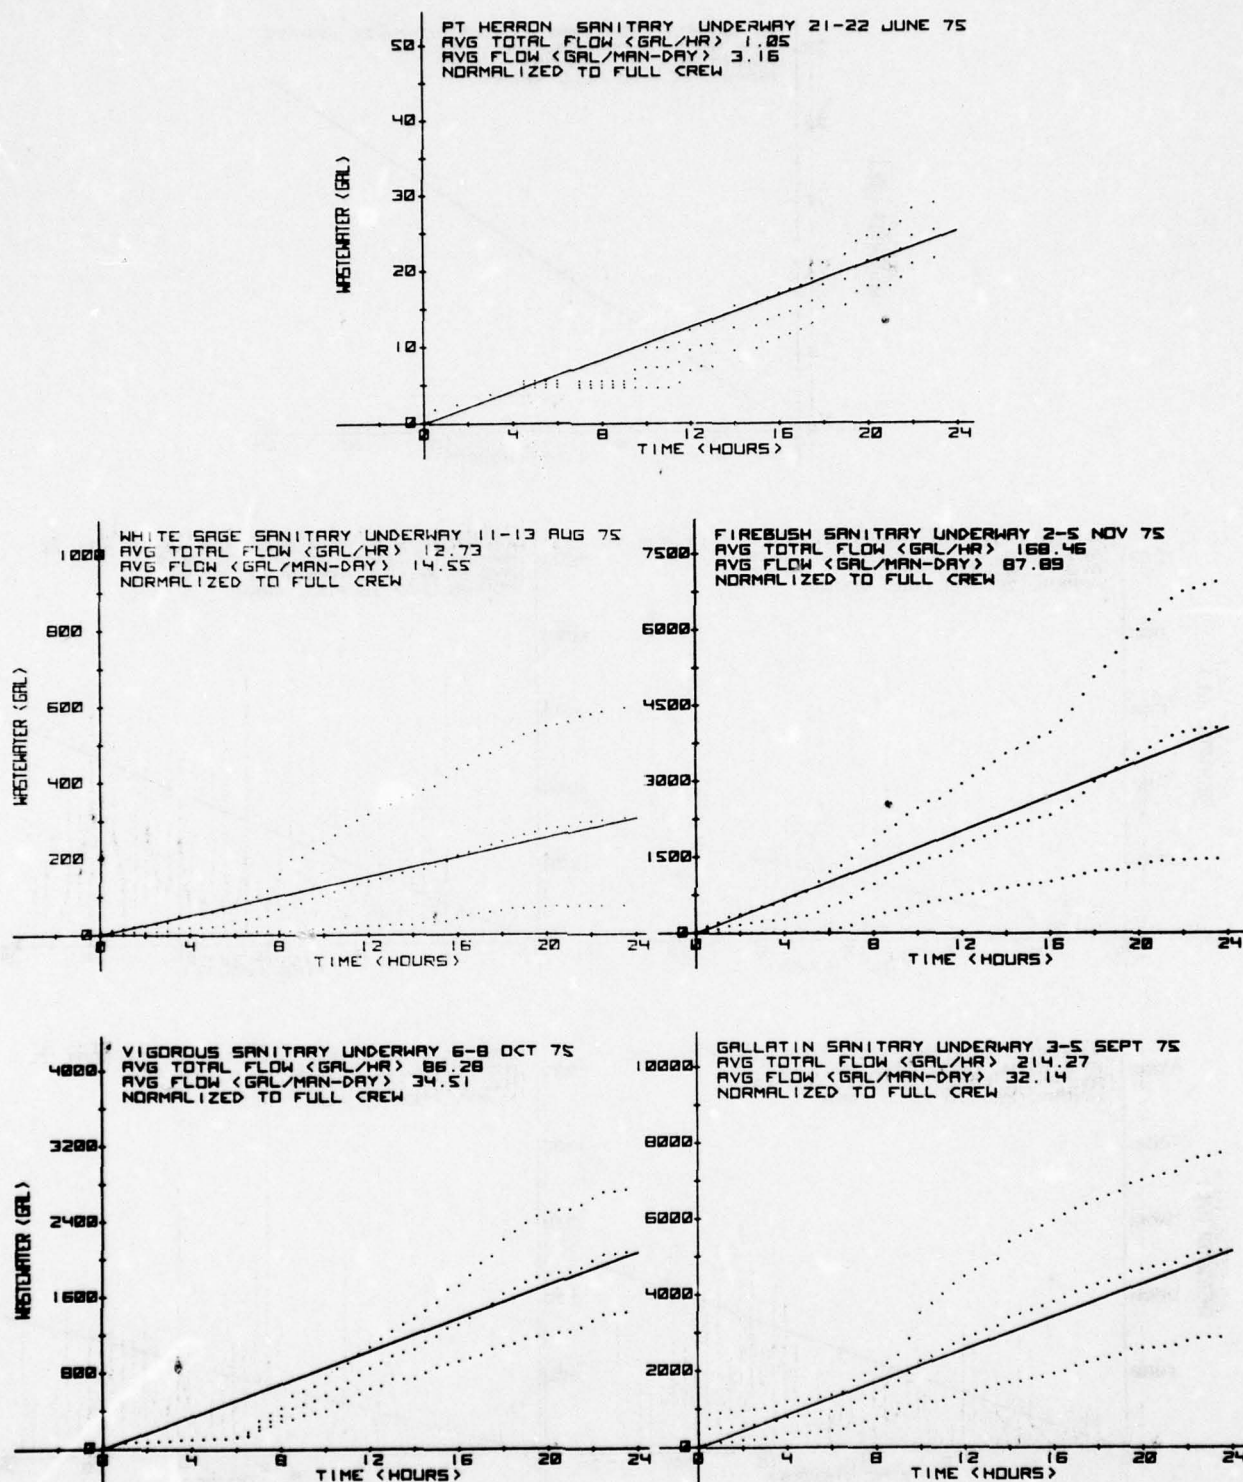 PT HERRON SANITARY UNDERWAY 21-22 JUNE 75
AVG TOTAL FLOW <GAL/HR> 1.05
AVG FLOW <GAL/MAN-DAY> 3.16
NORMALIZED TO FULL CREW
50
40
30
20
10
0
WASTEWATER <GAL>
0 4 8 12 16 20 24
TIME <HOURS>
WHITE SAGE SANITARY UNDERWAY 11-13 AUG 75
AVG TOTAL FLOW <GAL/HR> 12.73
AVG FLOW <GAL/MAN-DAY> 14.55
NORMALIZED TO FULL CREW
1000
800
600
400
200
0
WASTEWATER <GAL>
0 4 8 12 16 20 24
TIME <HOURS>
FIREBUSH SANITARY UNDERWAY 2-5 NOV 75
AVG TOTAL FLOW <GAL/HR> 168.46
AVG FLOW <GAL/MAN-DAY> 87.89
NORMALIZED TO FULL CREW
7500
6000
4500
3000
1500
0
0 4 8 12 16 20 24
TIME <HOURS>
VIGOROUS SANITARY UNDERWAY 6-8 OCT 75
AVG TOTAL FLOW <GAL/HR> 86.28
AVG FLOW <GAL/MAN-DAY> 34.51
NORMALIZED TO FULL CREW
4000
3200
2400
1600
800
0
WASTEWATER <GAL>
0 4 8 12 16 20 24
TIME <HOURS>
GALLATIN SANITARY UNDERWAY 3-5 SEPT 75
AVG TOTAL FLOW <GAL/HR> 214.27
AVG FLOW <GAL/MAN-DAY> 32.14
NORMALIZED TO FULL CREW
10000
8000
6000
4000
2000
0
0 4 8 12 16 20 24
TIME <HOURS>